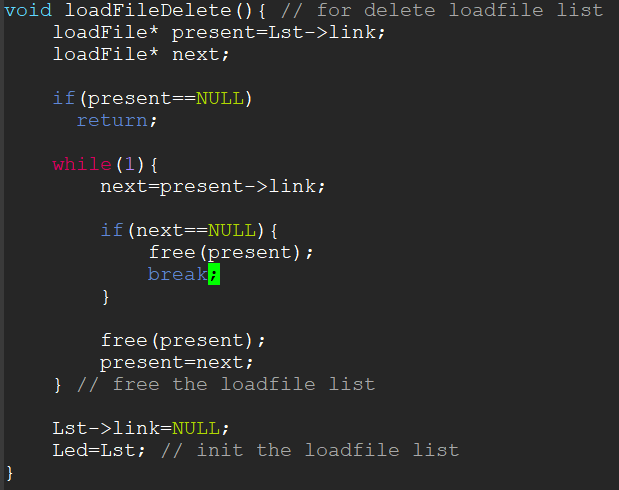 void loadFileDelete(){ // for delete loadfile list
    loadFile* present=Lst->link;
    loadFile* next;

    if(present==NULL)
      return;

    while(1){
        next=present->link;

        if(next==NULL){
            free(present);
            break;
        }

        free(present);
        present=next;
    } // free the loadfile list

    Lst->link=NULL;
    Led=Lst; // init the loadfile list
}